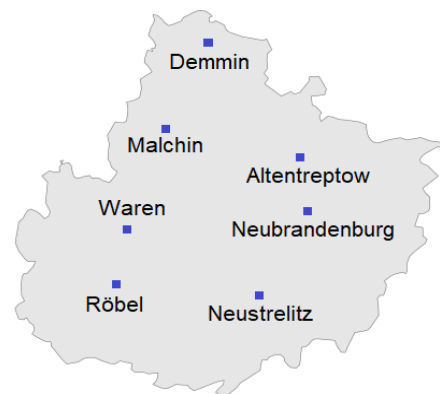 Demmin
Malchin
Altentreptow
Waren
Neubrandenburg
Röbel
Neustrelitz